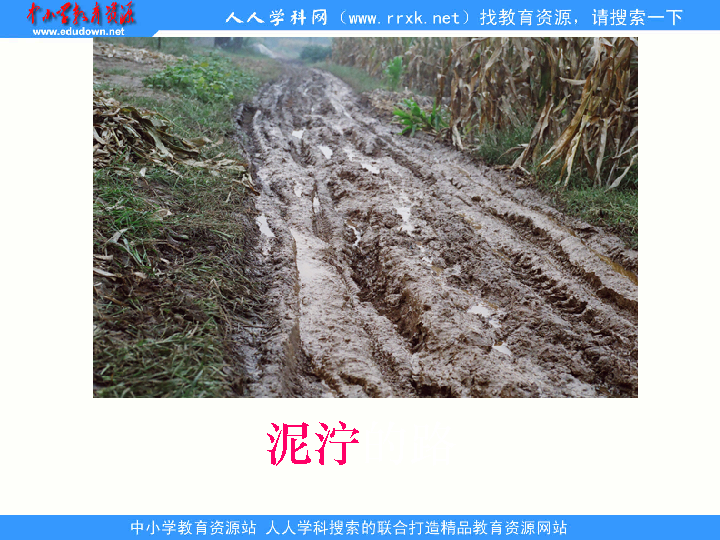 中小学教育资源
www.edudown.net
人人学科网（www.rrxk.net）找教育资源，请搜索一下
泥泞
中小学教育资源站 人人学科搜索的联合打造精品教育资源网站